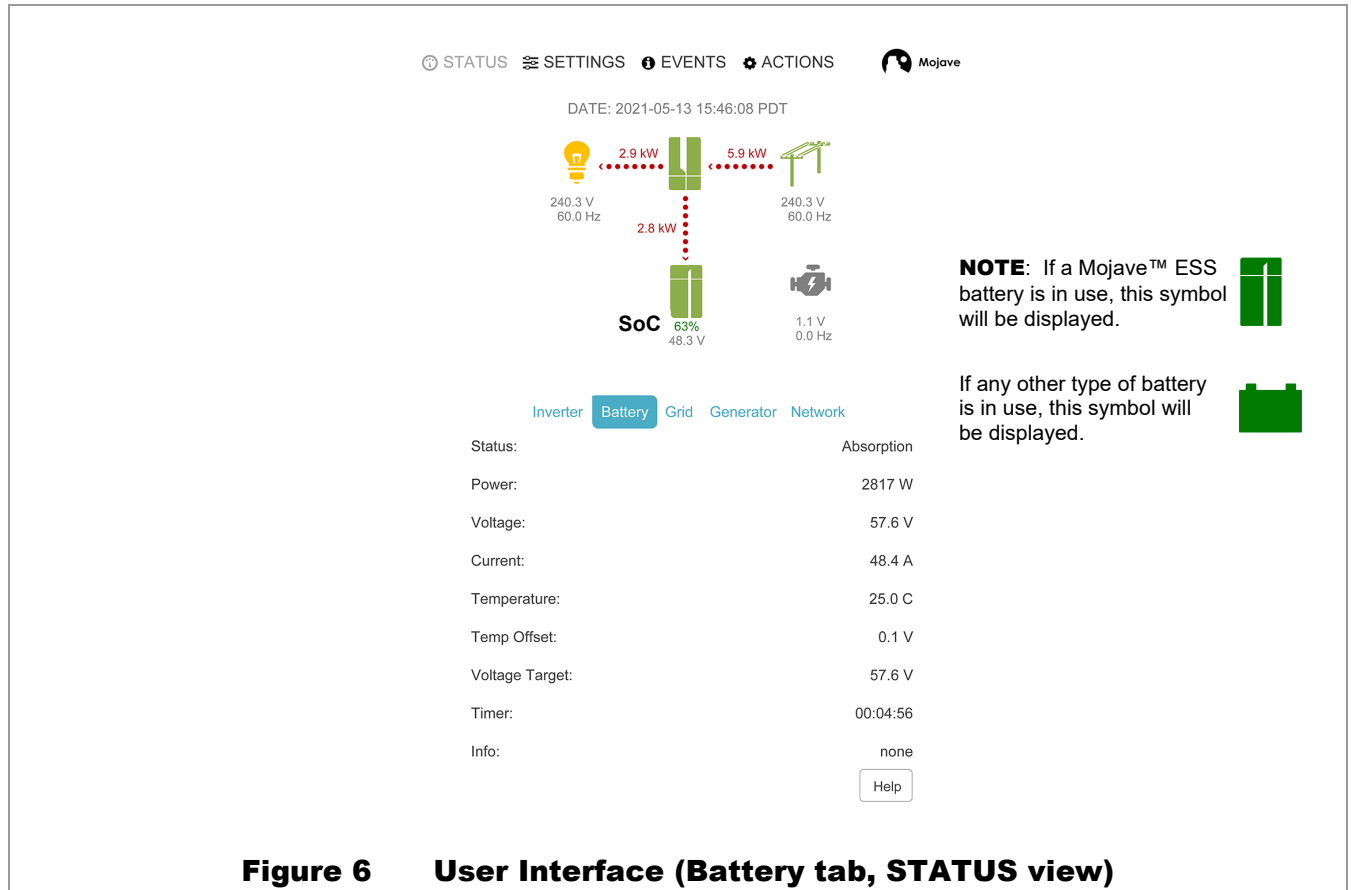 STATUS SETTINGS EVENTS ACTIONS Mojave
DATE: 2021-05-13 15:46:08 PDT
2.9 kW 5.9 kW
240.3 V 240.3 V
60.0 Hz 60.0 Hz
2.8 kW
SoC 63%
48.3 V
1.1 V
0.0 Hz
NOTE: If a Mojave™ ESS
battery is in use, this symbol
will be displayed.
If any other type of battery
is in use, this symbol will
be displayed.
Inverter Battery Grid Generator Network
Status: Absorption
Power: 2817 W
Voltage: 57.6 V
Current: 48.4 A
Temperature: 25.0 C
Temp Offset: 0.1 V
Voltage Target: 57.6 V
Timer: 00:04:56
Info: none
Help
Figure 6 User Interface (Battery tab, STATUS view)